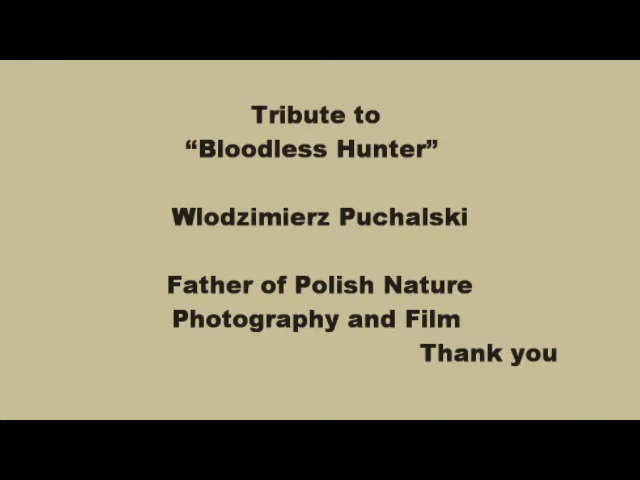 Tribute to
“Bloodless Hunter”
Wlodzimierz Puchalski
Father of Polish Nature
Photography and Film
Thank you